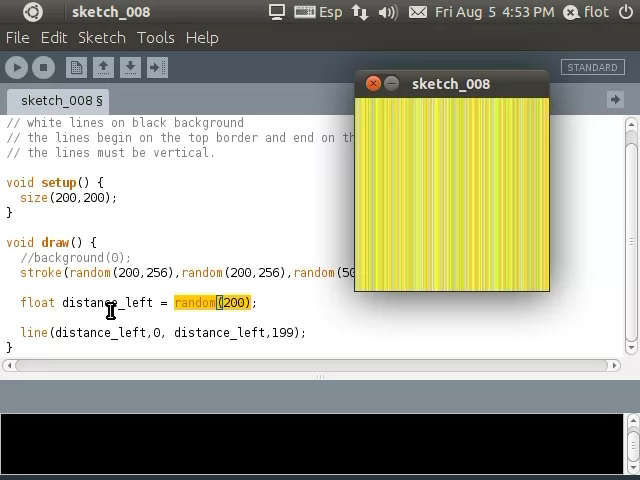 sketch_008
Esp
Fri Aug 5 4:53 PM
flot
File Edit Sketch Tools Help
STANDARD
sketch_008 §
// white lines on black background
// the lines begin on the top border and end on th
// the lines must be vertical.
void setup() {
size(200,200);
}
void draw() {
//background(0);
stroke(random(200,256),random(200,256),random(50
float distance_left = random(200);
line(distance_left,0, distance_left,199);
}
sketch_008